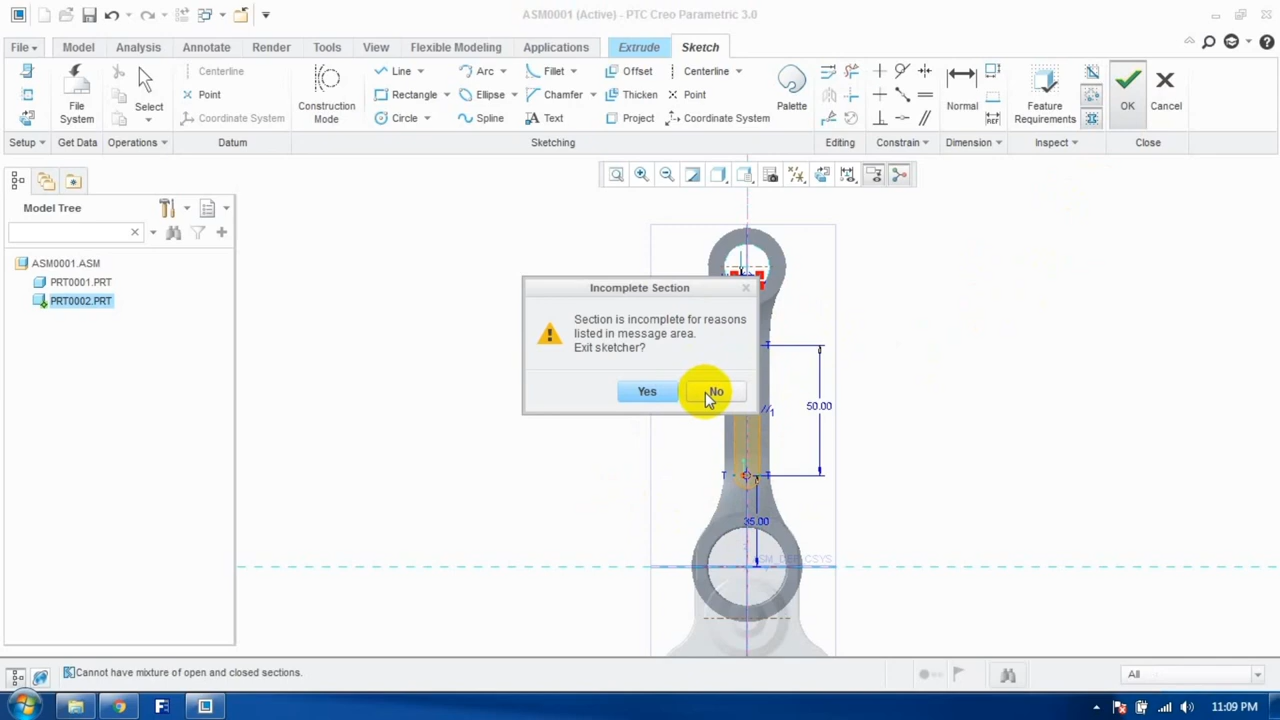 ASM0001 (Active) - PTC Creo Parametric 3.0
File Model Analysis Annotate Render Tools View Flexible Modeling Applications Extrude Sketch
Centerline Line Arc Fillet Offset Centerline
Point Rectangle Ellipse Chamfer Thicken Point
Coordinate System Circle Spline Text Project Coordinate System
File System
Select
Construction Mode
Palette
Normal
Feature Requirements
OK
Cancel
Setup Get Data Operations Datum Sketching Editing Constrain Dimension Inspect Close
Model Tree
ASM0001.ASM
PRT0001.PRT
PRT0002.PRT
Incomplete Section
Section is incomplete for reasons
listed in message area.
Exit sketcher?
Yes No
50.00
//1
35.00
ASM_DEF_CSYS
Cannot have mixture of open and closed sections.
All
11:09 PM